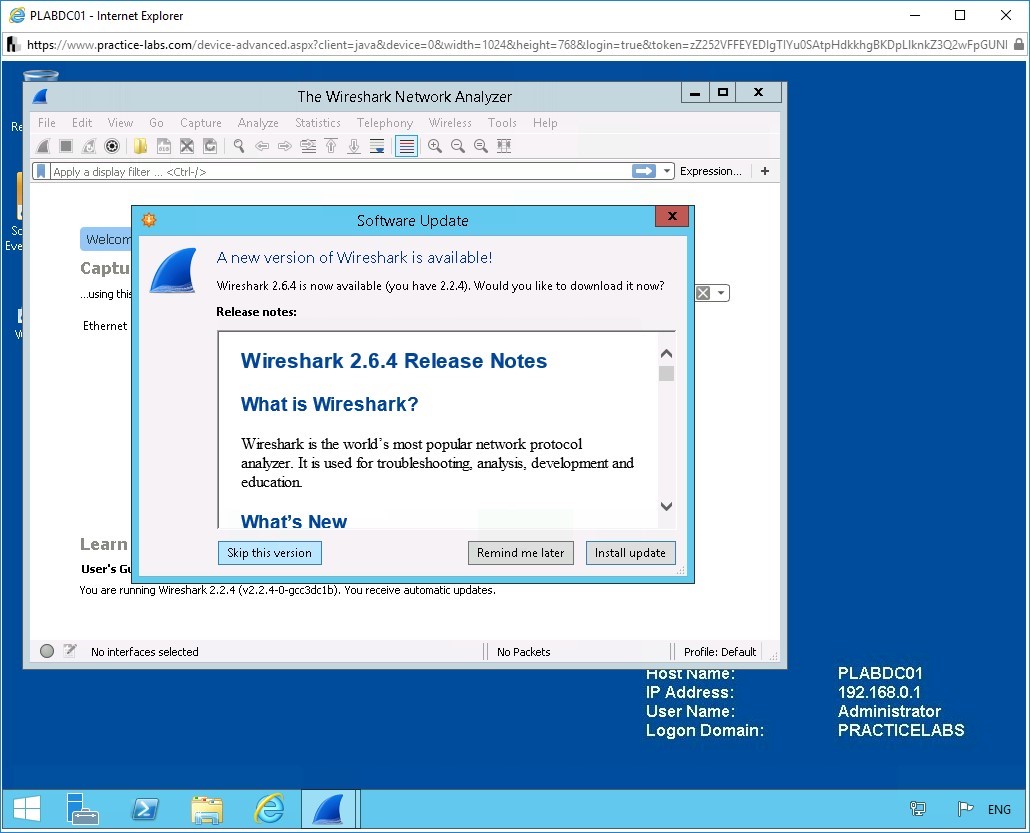 PLABDC01 - Internet Explorer
https://www.practice-labs.com/device-advanced.aspx?client=java&device=0&width=1024&height=768&login=true&token=
The Wireshark Network Analyzer
File Edit View Go Capture Analyze Statistics Telephony Wireless Tools Help
Apply a display filter ... <Ctrl-/>
Expression... +
Software Update
A new version of Wireshark is available!
Wireshark 2.6.4 is now available (you have 2.2.4). Would you like to download it now?
Release notes:
Wireshark 2.6.4 Release Notes
What is Wireshark?
Wireshark is the world's most popular network protocol
analyzer. It is used for troubleshooting, analysis, development and
education.
What's New
Skip this version
Remind me later
Install update
Welcom
Captu
...using this
Ethernet
Learn
User's Gu
You are running Wireshark 2.2.4 (v2.2.4-0-gcc3dc1b). You receive automatic updates.
No interfaces selected
No Packets
Profile: Default
Re
Eve
Host Name: PLABDC01
IP Address: 192.168.0.1
User Name: Administrator
Logon Domain: PRACTICELABS
ENG